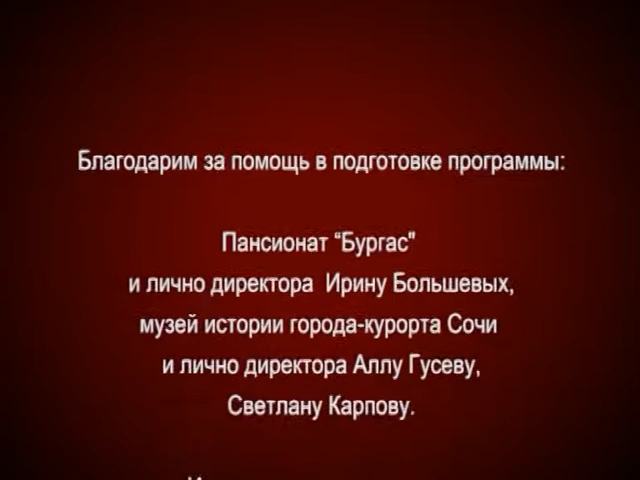 Благодарим за помощь в подготовке программы:
Пансионат “Бургас"
и лично директора Ирину Большевых,
музей истории города-курорта Сочи
и лично директора Аллу Гусеву,
Светлану Карпову.